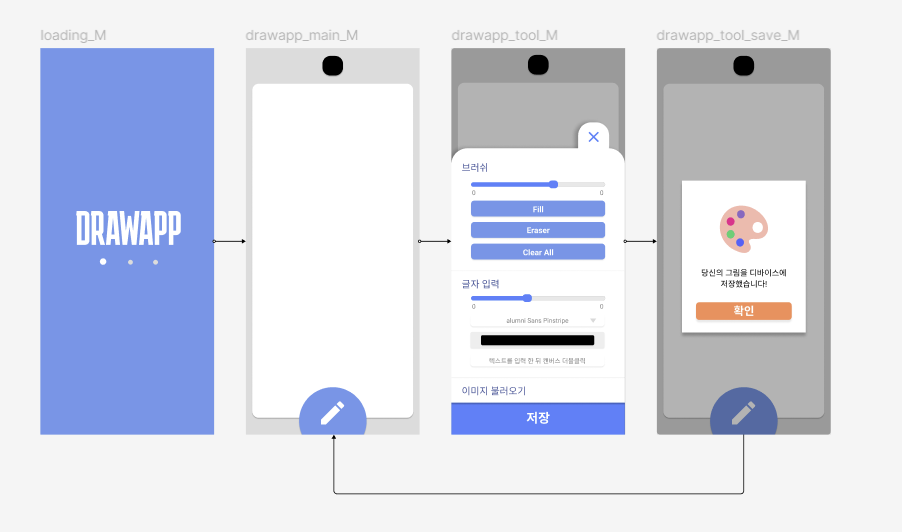 loading_M
drawapp_main_M
drawapp_tool_M
drawapp_tool_save_M
DRAWAPP
브러쉬
0
0
Fill
Eraser
Clear All
글자 입력
0
0
alumni Sans Pinstripe
텍스트를 입력 한 뒤 캔버스 더블클릭
이미지 불러오기
저장
당신의 그림을 디바이스에
저장했습니다!
확인